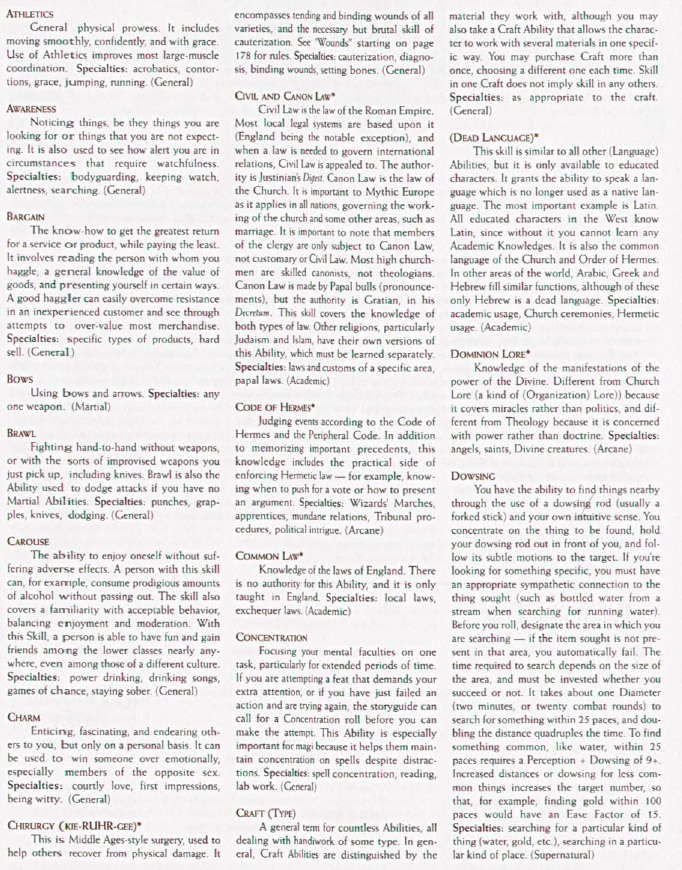 ATHLETICS
General physical prowess. It includes
moving smoothly, confidently, and with grace.
Use of Athletics improves most large-muscle
coordination. Specialties: acrobatics, contor-
tions, grace, jumping, running. (General)
AWARENESS
Noticing things, be they things you are
looking for or things that you are not expect-
ing. It is also used to see how alert you are in
circumstances that require watchfulness.
Specialties: bodyguarding, keeping watch,
alertness, searching. (General)
BARGAIN
The know-how to get the greatest return
for a service or product, while paying the least.
It involves reading the person with whom you
haggle, a general knowledge of the value of
goods, and presenting yourself in certain ways.
A good haggler can easily overcome resistance
in an inexperienced customer and see through
attempts to over-value most merchandise.
Specialties: specific types of products, hard
sell. (General)
BOWS
Using bows and arrows. Specialties: any
one weapon. (Martial)
BRAWL
Fighting hand-to-hand without weapons,
or with the sorts of improvised weapons you
just pick up, including knives. Brawl is also the
Ability used to dodge attacks if you have no
Martial Abilities. Specialties: punches, grap-
ples, knives, dodging. (General)
CAROUSE
The ability to enjoy oneself without suf-
fering adverse effects. A person with this skill
can, for example, consume prodigious amounts
of alcohol without passing out. The skill also
covers a familiarity with acceptable behavior,
balancing enjoyment and moderation. With
this Skill, a person is able to have fun and gain
friends among the lower classes nearly any-
where, even among those of a different culture.
Specialties: power drinking, drinking songs,
games of chance, staying sober. (General)
CHARM
Enticing, fascinating, and endearing oth-
ers to you, but only on a personal basis. It can
be used to win someone over emotionally,
especially members of the opposite sex.
Specialties: courtly love, first impressions,
being witty. (General)
CHIRURGY (KIE-RUHR-GEE)*
This is Middle Ages-style surgery, used to
help others recover from physical damage. It
encompasses tending and binding wounds of all
varieties, and the necessary but brutal skill of
cauterization. See "Wounds" starting on page
178 for rules. Specialties: cauterization, diagno-
sis, binding wounds, setting bones. (General)
CIVIL AND CANON LAW*
Civil Law is the law of the Roman Empire.
Most local legal systems are based upon it
(England being the notable exception), and
when a law is needed to govern international
relations, Civil Law is appealed to. The author-
ity is Justinian's Digest. Canon Law is the law of
the Church. It is important to Mythic Europe
as it applies in all nations, governing the work-
ing of the church and some other areas, such as
marriage. It is important to note that members
of the clergy are only subject to Canon Law,
not customary or Civil Law. Most high church-
men are skilled canonists, not theologians.
Canon Law is made by Papal bulls (pronounce-
ments), but the authority is Gratian, in his
Decretum. This skill covers the knowledge of
both types of law. Other religions, particularly
Judaism and Islam, have their own versions of
this Ability, which must be learned separately.
Specialties: laws and customs of a specific area,
papal laws. (Academic)
CODE OF HERMES*
Judging events according to the Code of
Hermes and the Peripheral Code. In addition
to memorizing important precedents, this
knowledge includes the practical side of
enforcing Hermetic law — for example, know-
ing when to push for a vote or how to present
an argument. Specialties: Wizards' Marches,
apprentices, mundane relations, Tribunal pro-
cedures, political intrigue. (Arcane)
COMMON LAW*
Knowledge of the laws of England. There
is no authority for this Ability, and it is only
taught in England. Specialties: local laws,
exchequer laws. (Academic)
CONCENTRATION
Focusing your mental faculties on one
task, particularly for extended periods of time.
If you are attempting a feat that demands your
extra attention, or if you have just failed an
action and are trying again, the storyguide can
call for a Concentration roll before you can
make the attempt. This Ability is especially
important for magi because it helps them main-
tain concentration on spells despite distrac-
tions. Specialties: spell concentration, reading,
lab work. (General)
CRAFT (TYPE)
A general term for countless Abilities, all
dealing with handiwork of some type. In gen-
eral, Craft Abilities are distinguished by the
material they work with, although you may
also take a Craft Ability that allows the charac-
ter to work with several materials in one specif-
ic way. You may purchase Craft more than
once, choosing a different one each time. Skill
in one Craft does not imply skill in any others.
Specialties: as appropriate to the craft.
(General)
(DEAD LANGUAGE)*
This skill is similar to all other (Language)
Abilities, but it is only available to educated
characters. It grants the ability to speak a lan-
guage which is no longer used as a native lan-
guage. The most important example is Latin.
All educated characters in the West know
Latin, since without it you cannot learn any
Academic Knowledges. It is also the common
language of the Church and Order of Hermes.
In other areas of the world, Arabic, Greek and
Hebrew fill similar functions, although of these
only Hebrew is a dead language. Specialties:
academic usage, Church ceremonies, Hermetic
usage. (Academic)
DOMINION LORE*
Knowledge of the manifestations of the
power of the Divine. Different from Church
Lore (a kind of (Organization) Lore)) because
it covers miracles rather than politics, and dif-
ferent from Theology because it is concerned
with power rather than doctrine. Specialties:
angels, saints, Divine creatures. (Arcane)
DOWSING
You have the ability to find things nearby
through the use of a dowsing rod (usually a
forked stick) and your own intuitive sense. You
concentrate on the thing to be found, hold
your dowsing rod out in front of you, and fol-
low its subtle motions to the target. If you're
looking for something specific, you must have
an appropriate sympathetic connection to the
thing sought (such as bottled water from a
stream when searching for running water).
Before you roll, designate the area in which you
are searching — if the item sought is not pre-
sent in that area, you automatically fail. The
time required to search depends on the size of
the area, and must be invested whether you
succeed or not. It takes about one Diameter
(two minutes, or twenty combat rounds) to
search for something within 25 paces, and dou-
bling the distance quadruples the time. To find
something common, like water, within 25
paces requires a Perception + Dowsing of 9+.
Increased distances or dowsing for less com-
mon things increases the target number, so
that, for example, finding gold within 100
paces would have an Ease Factor of 15.
Specialties: searching for a particular kind of
thing (water, gold, etc.), searching in a particu-
lar kind of place. (Supernatural)